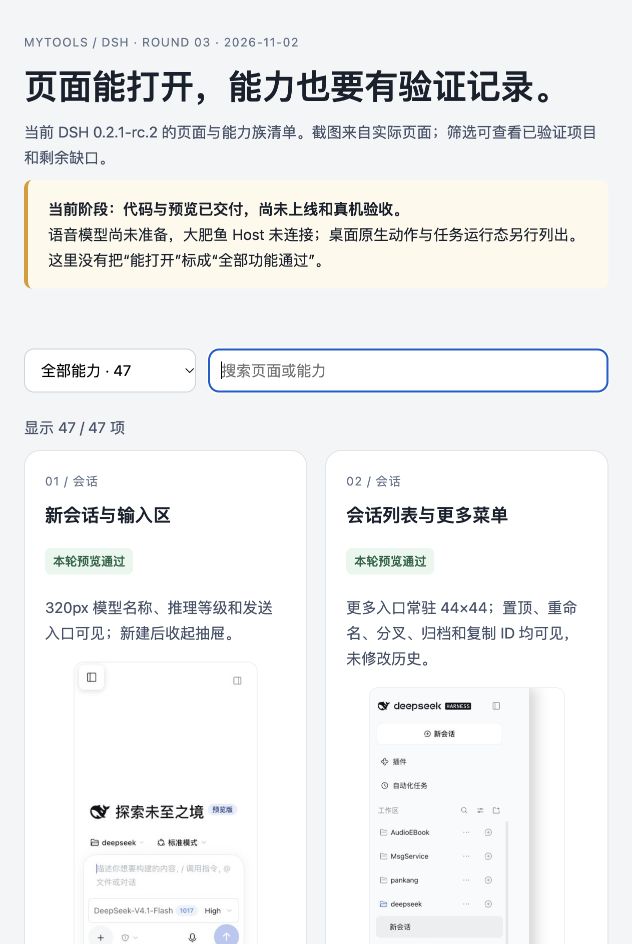 MYTOOLS / DSH · ROUND 03 · 2026-11-02
页面能打开，能力也要有验证记录。
当前 DSH 0.2.1-rc.2 的页面与能力族清单。截图来自实际页面；筛选可查看已验证项目
和剩余缺口。
当前阶段：代码与预览已交付，尚未上线和真机验收。
语音模型尚未准备，大肥鱼 Host 未连接；桌面原生动作与任务运行态另行列出。
这里没有把“能打开”标成“全部功能通过”。
全部能力 · 47
搜索页面或能力
显示 47 / 47 项
01 / 会话
新会话与输入区
本轮预览通过
320px 模型名称、推理等级和发送
入口可见；新建后收起抽屉。
探索未至之境 预览版
deepseek 标准模式
描述你想要构建的内容, / 调用指令, @
文件或对话
DeepSeek-V4.1-Flash 1017 High
02 / 会话
会话列表与更多菜单
本轮预览通过
更多入口常驻 44×44；置顶、重命
名、分叉、归档和复制 ID 均可见，
未修改历史。
deepseek HARNESS
新会话
插件
自动化任务
工作区
AudioEBook
MsgService
pankang
deepseek
新会话